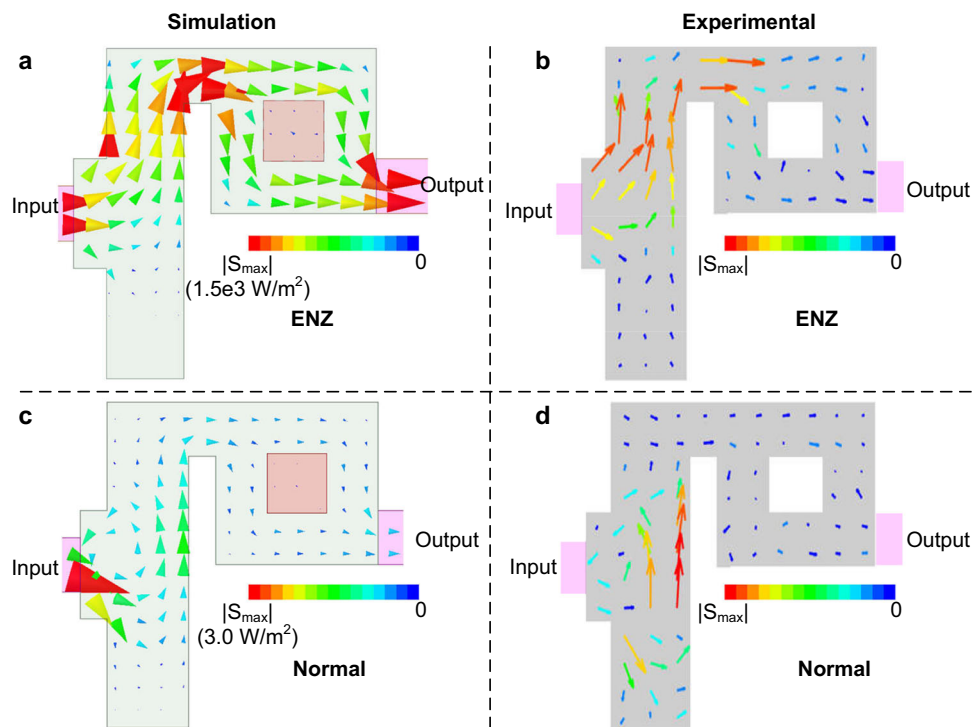 Simulation
Experimental
a
Input
Output
|Smax|
0
(1.5e3 W/m²)
ENZ
b
Input
Output
|Smax|
0
ENZ
c
Input
Output
|Smax|
0
(3.0 W/m²)
Normal
d
Input
Output
|Smax|
0
Normal